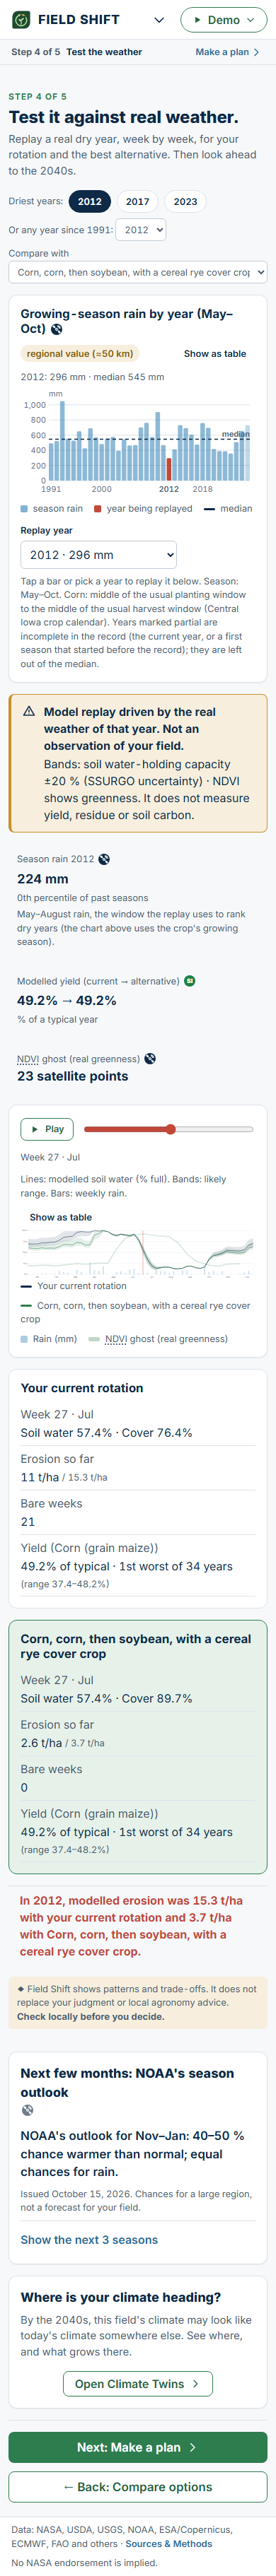 FIELD SHIFT
Demo
Step 4 of 5 Test the weather
Make a plan
STEP 4 OF 5
Test it against real weather.
Replay a real dry year, week by week, for your
rotation and the best alternative. Then look ahead
to the 2040s.
Driest years: 2012 2017 2023
Or any year since 1991: 2012
Compare with
Corn, corn, then soybean, with a cereal rye cover crop
Growing-season rain by year (May–
Oct)
regional value (≈50 km)
Show as table
2012: 296 mm · median 545 mm
mm
1,000
800
600
400
200
0
median
1991 2000 2012 2018
season rain year being replayed median
Replay year
2012 · 296 mm
Tap a bar or pick a year to replay it below. Season:
May–Oct. Corn: middle of the usual planting window
to the middle of the usual harvest window (Central
Iowa crop calendar). Years marked partial are
incomplete in the record (the current year, or a first
season that started before the record); they are left
out of the median.
Model replay driven by the real
weather of that year. Not an
observation of your field.
Bands: soil water-holding capacity
±20 % (SSURGO uncertainty) · NDVI
shows greenness. It does not measure
yield, residue or soil carbon.
Season rain 2012
224 mm
0th percentile of past seasons
May–August rain, the window the replay uses to rank
dry years (the chart above uses the crop's growing
season).
Modelled yield (current → alternative)
49.2% → 49.2%
% of a typical year
NDVI ghost (real greenness)
23 satellite points
Play
Week 27 · Jul
Lines: modelled soil water (% full). Bands: likely
range. Bars: weekly rain.
Show as table
Your current rotation
Corn, corn, then soybean, with a cereal rye cover
crop
Rain (mm) NDVI ghost (real greenness)
Your current rotation
Week 27 · Jul
Soil water 57.4% · Cover 76.4%
Erosion so far
11 t/ha / 15.3 t/ha
Bare weeks
21
Yield (Corn (grain maize))
49.2% of typical · 1st worst of 34 years
(range 37.4–48.2%)
Corn, corn, then soybean, with a cereal
rye cover crop
Week 27 · Jul
Soil water 57.4% · Cover 89.7%
Erosion so far
2.6 t/ha / 3.7 t/ha
Bare weeks
0
Yield (Corn (grain maize))
49.2% of typical · 1st worst of 34 years
(range 37.4–48.2%)
In 2012, modelled erosion was 15.3 t/ha
with your current rotation and 3.7 t/ha
with Corn, corn, then soybean, with a
cereal rye cover crop.
Field Shift shows patterns and trade-offs. It does not
replace your judgment or local agronomy advice.
Check locally before you decide.
Next few months: NOAA's season
outlook
NOAA's outlook for Nov–Jan: 40–50 %
chance warmer than normal; equal
chances for rain.
Issued October 15, 2026. Chances for a large region,
not a forecast for your field.
Show the next 3 seasons
Where is your climate heading?
By the 2040s, this field's climate may look like
today's climate somewhere else. See where,
and what grows there.
Open Climate Twins
Next: Make a plan
← Back: Compare options
Data: NASA, USDA, USGS, NOAA, ESA/Copernicus,
ECMWF, FAO and others · Sources & Methods
No NASA endorsement is implied.